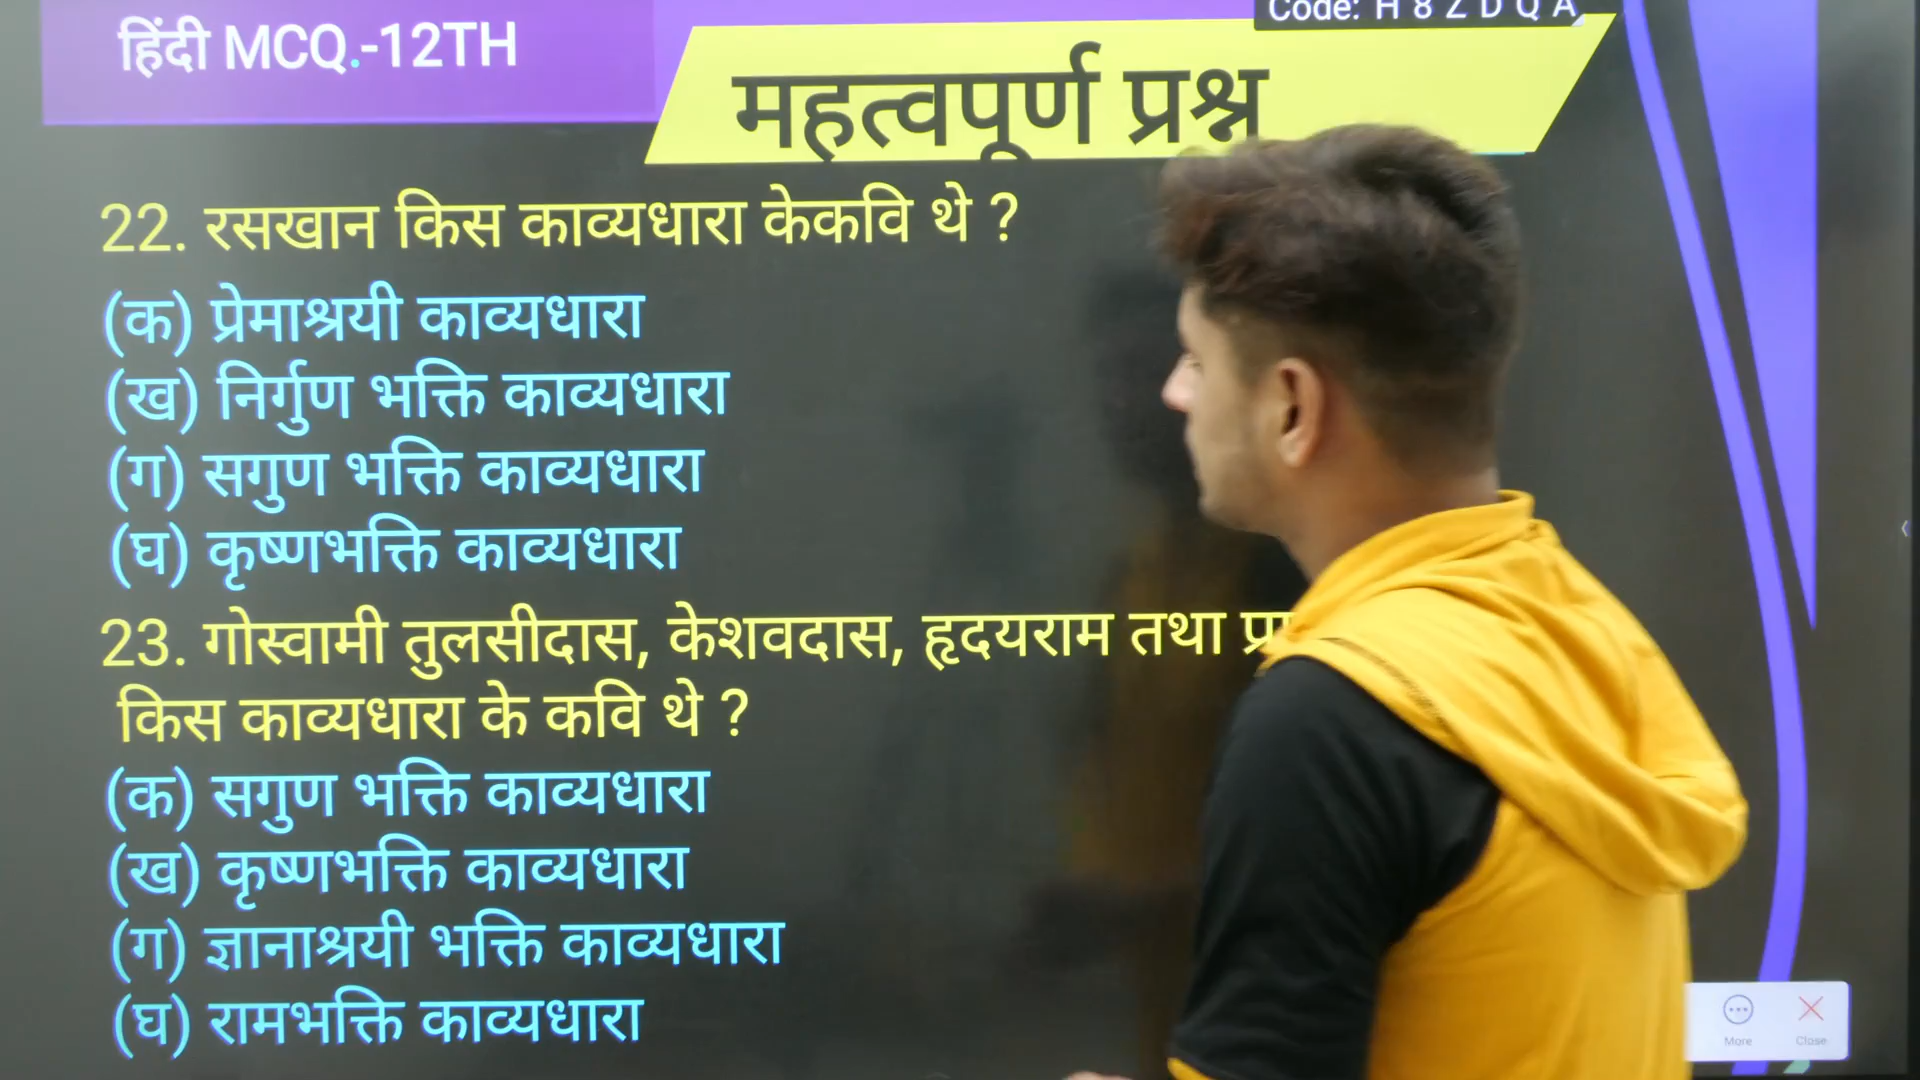 Code: H 8 Z D Q A
हिंदी MCQ.-12TH
महत्वपूर्ण प्रश्न
22. रसखान किस काव्यधारा केकवि थे ?
(क) प्रेमाश्रयी काव्यधारा
(ख) निर्गुण भक्ति काव्यधारा
(ग) सगुण भक्ति काव्यधारा
(घ) कृष्णभक्ति काव्यधारा
23. गोस्वामी तुलसीदास, केशवदास, हृदयराम तथा
किस काव्यधारा के कवि थे ?
(क) सगुण भक्ति काव्यधारा
(ख) कृष्णभक्ति काव्यधारा
(ग) ज्ञानाश्रयी भक्ति काव्यधारा
(घ) रामभक्ति काव्यधारा
More Close